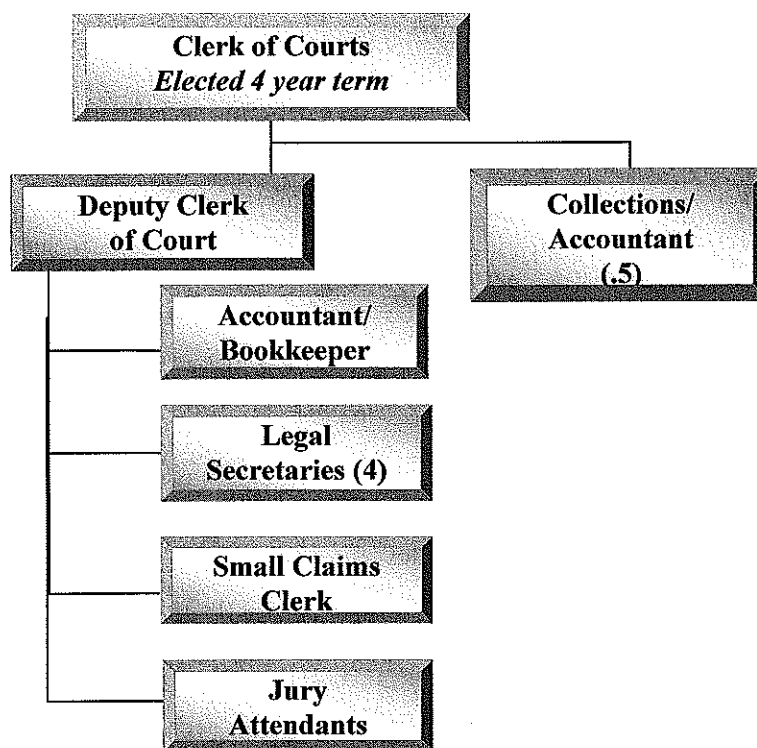 Clerk of Courts
Elected 4 year term
Deputy Clerk
of Court
Collections/
Accountant
(.5)
Accountant/
Bookkeeper
Legal
Secretaries (4)
Small Claims
Clerk
Jury
Attendants